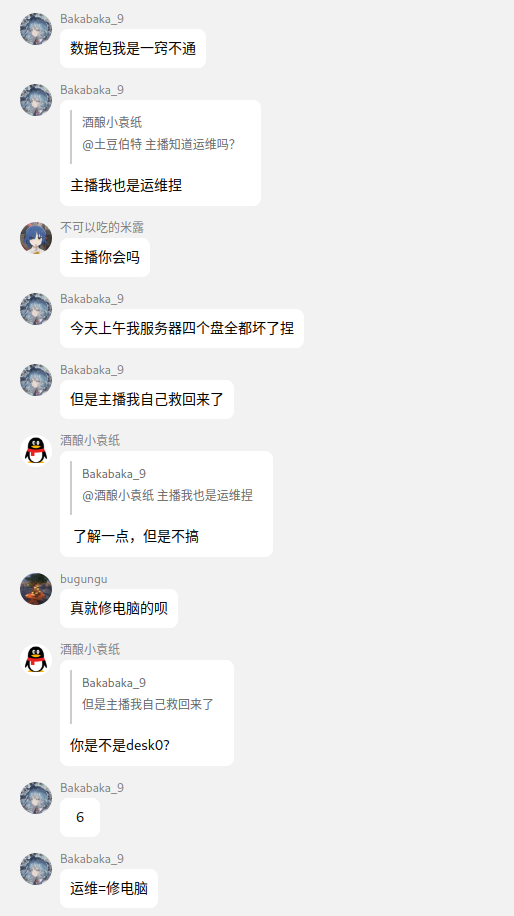 Bakabaka_9
数据包我是一窍不通
Bakabaka_9
酒酿小袁纸
@土豆伯特 主播知道运维吗?
主播我也是运维捏
不可以吃的米露
主播你会吗
Bakabaka_9
今天上午我服务器四个盘全都坏了捏
Bakabaka_9
但是主播我自己救回来了
酒酿小袁纸
Bakabaka_9
@酒酿小袁纸 主播我也是运维捏
了解一点，但是不搞
bugungu
真就修电脑的呗
酒酿小袁纸
Bakabaka_9
但是主播我自己救回来了
你是不是desk0?
Bakabaka_9
6
Bakabaka_9
运维=修电脑